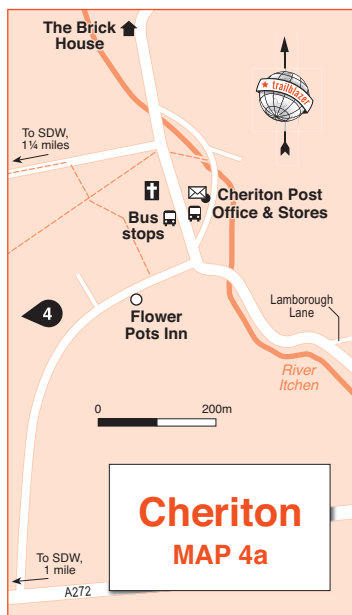 The Brick
House
trailblazer
To SDW,
1¼ miles
Cheriton Post
Office & Stores
Bus
stops
4
Flower
Pots Inn
Lamborough
Lane
River
Itchen
0
200m
Cheriton
MAP 4a
To SDW,
1 mile
A272